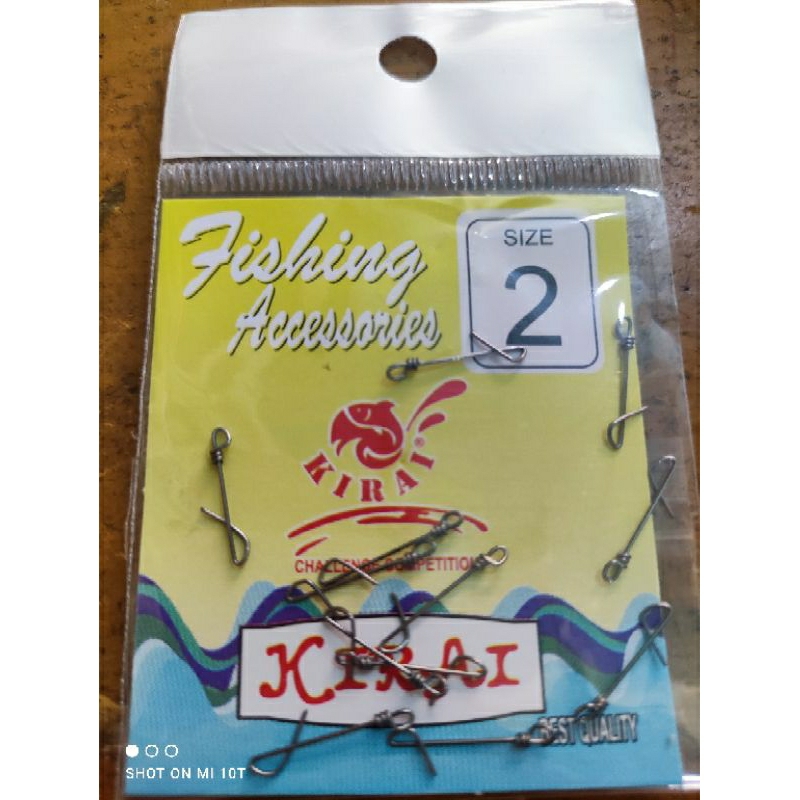 Fishing
Accessories
SIZE
2
KIRAI®
CHALLENGE COMPETITION
KIRAI
BEST QUALITY
SHOT ON MI 10T